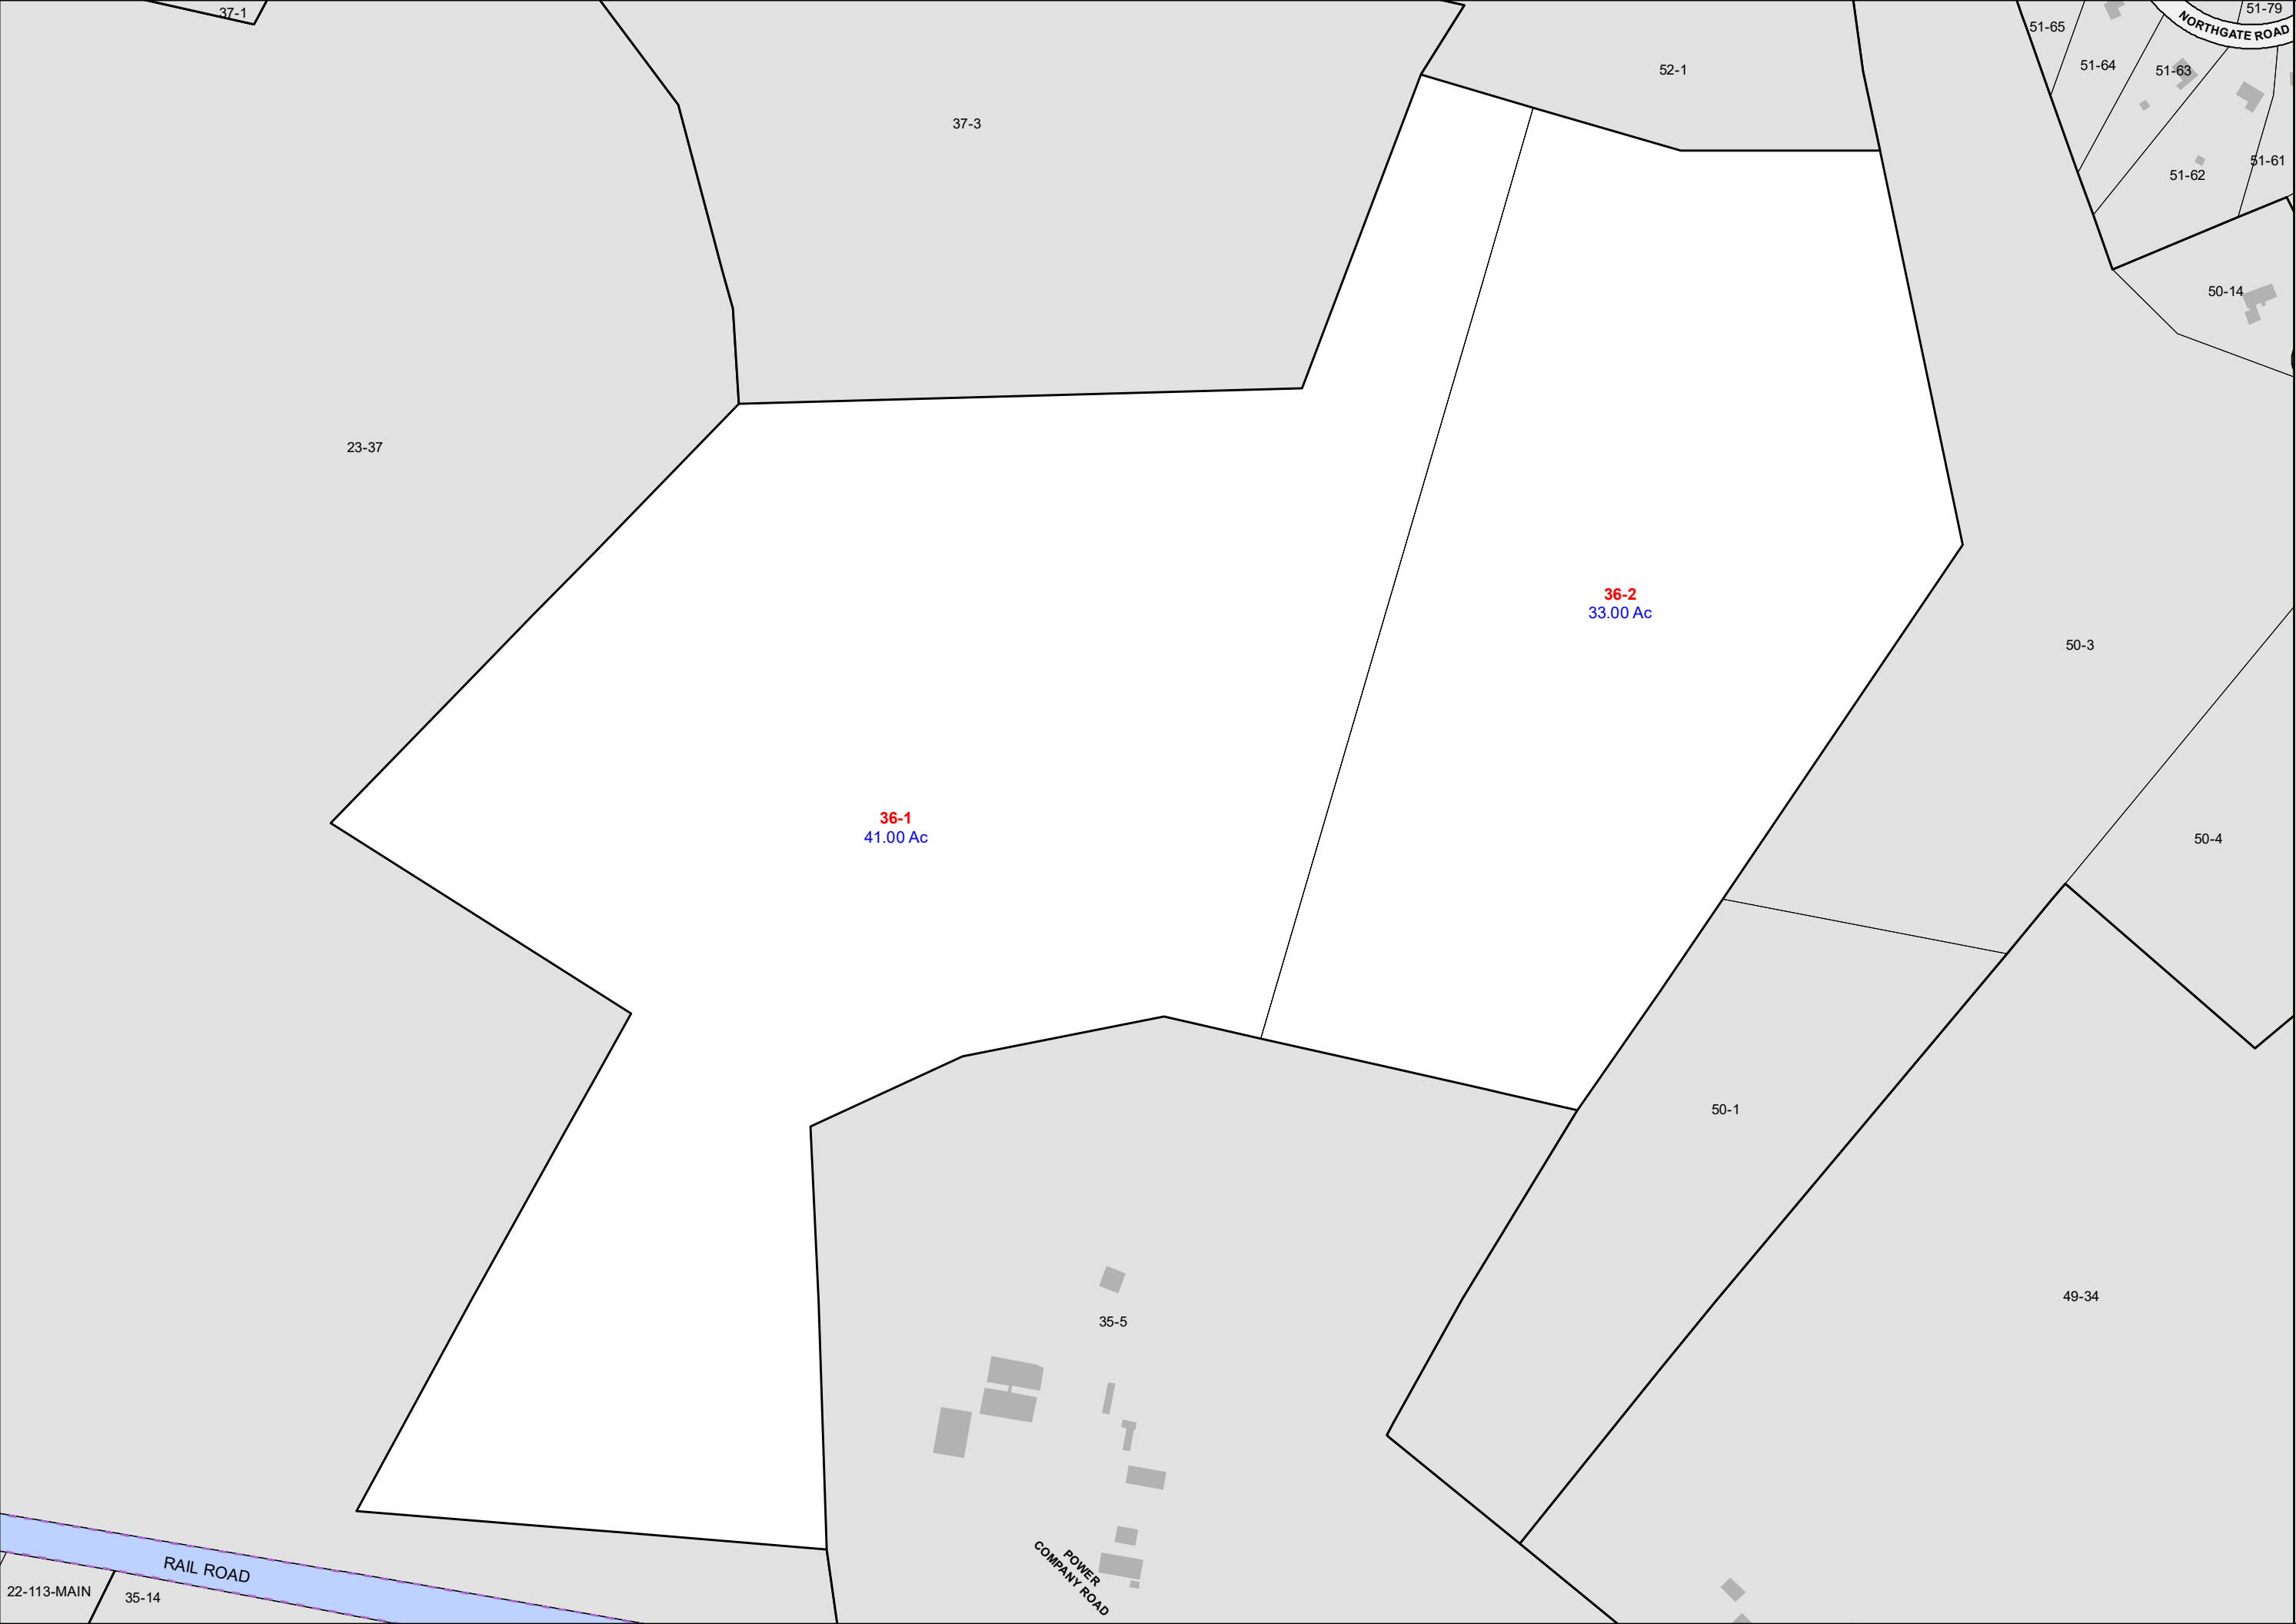 37-1
51-79
NORTHGATE ROAD
51-65
51-64
51-63
52-1
37-3
51-61
51-62
50-14
23-37
36-2
33.00 Ac
50-3
36-1
41.00 Ac
50-4
50-1
49-34
35-5
POWER
COMPANY ROAD
RAIL ROAD
22-113-MAIN
35-14